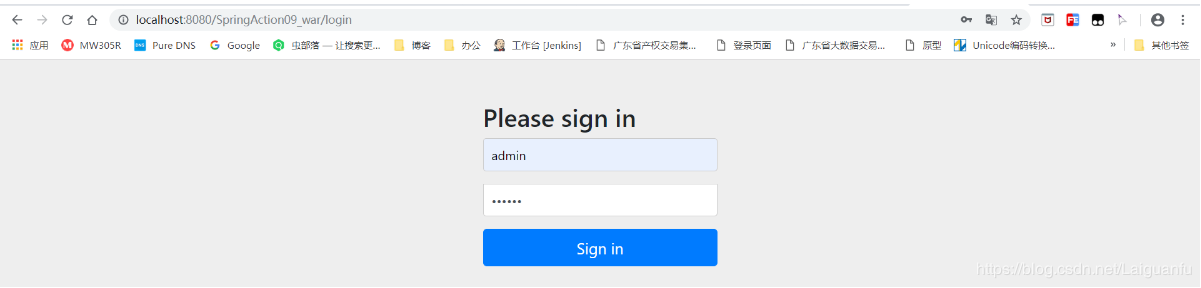 localhost:8080/SpringAction09_war/login
应用 MW305R Pure DNS Google 虫部落 — 让搜索更... 博客 办公 工作台 [Jenkins] 广东省产权交易集... 登录页面 广东省大数据交易... 原型 Unicode编码转换... » 其他书签
Please sign in
admin
••••••
Sign in
https://blog.csdn.net/Laiguanfu